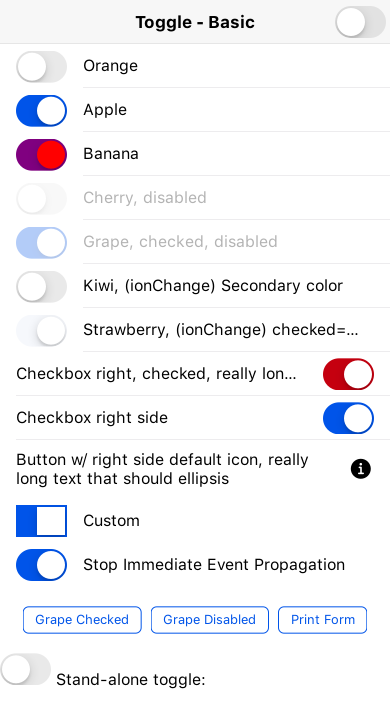 Toggle - Basic
Orange
Apple
Banana
Cherry, disabled
Grape, checked, disabled
Kiwi, (ionChange) Secondary color
Strawberry, (ionChange) checked=...
Checkbox right, checked, really lon...
Checkbox right side
Button w/ right side default icon, really
long text that should ellipsis
Custom
Stop Immediate Event Propagation
Grape Checked Grape Disabled Print Form
Stand-alone toggle: